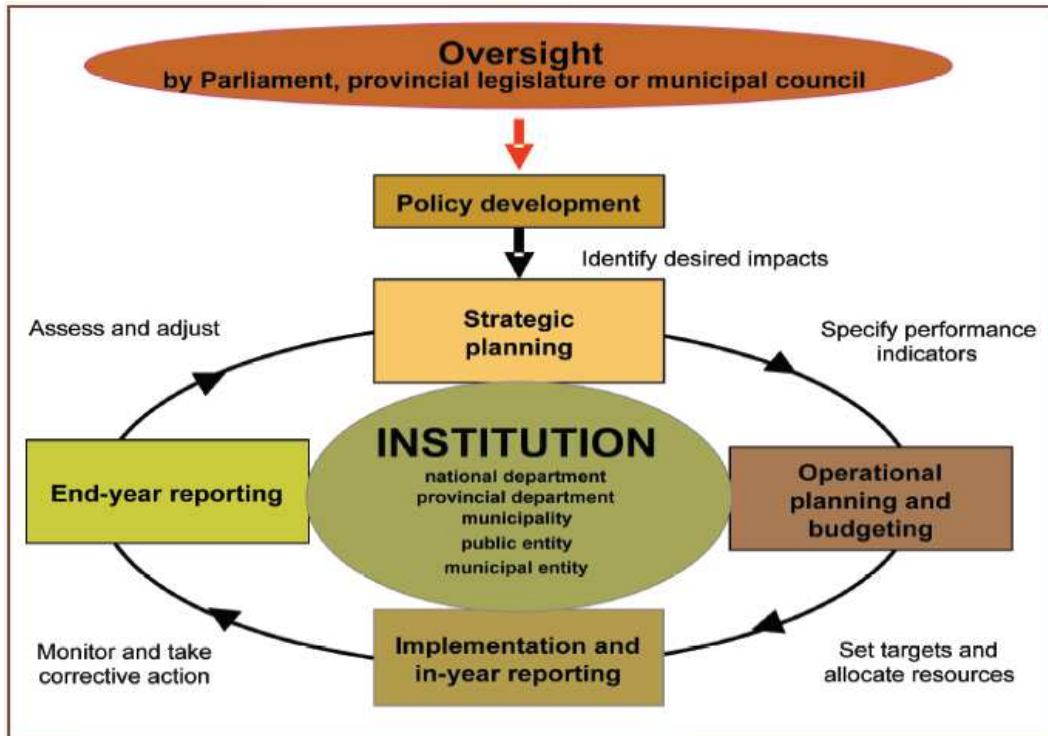 Oversight
by Parliament, provincial legislature or municipal council
Policy development
Identify desired impacts
Strategic
planning
Assess and adjust
Specify performance
indicators
INSTITUTION
national department
provincial department
municipality
public entity
municipal entity
End-year reporting
Operational
planning and
budgeting
Implementation and
in-year reporting
Monitor and take
corrective action
Set targets and
allocate resources